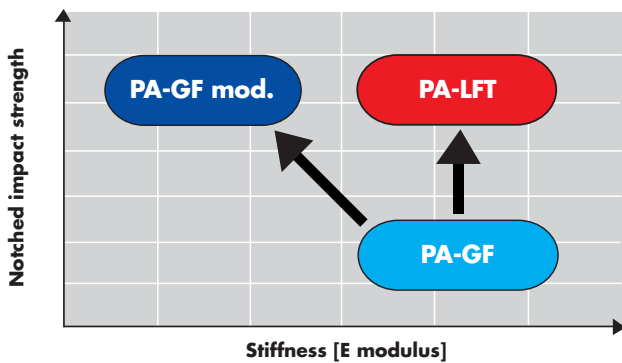 Notched impact strength
PA-GF mod.
PA-LFT
PA-GF
Stiffness [E modulus]